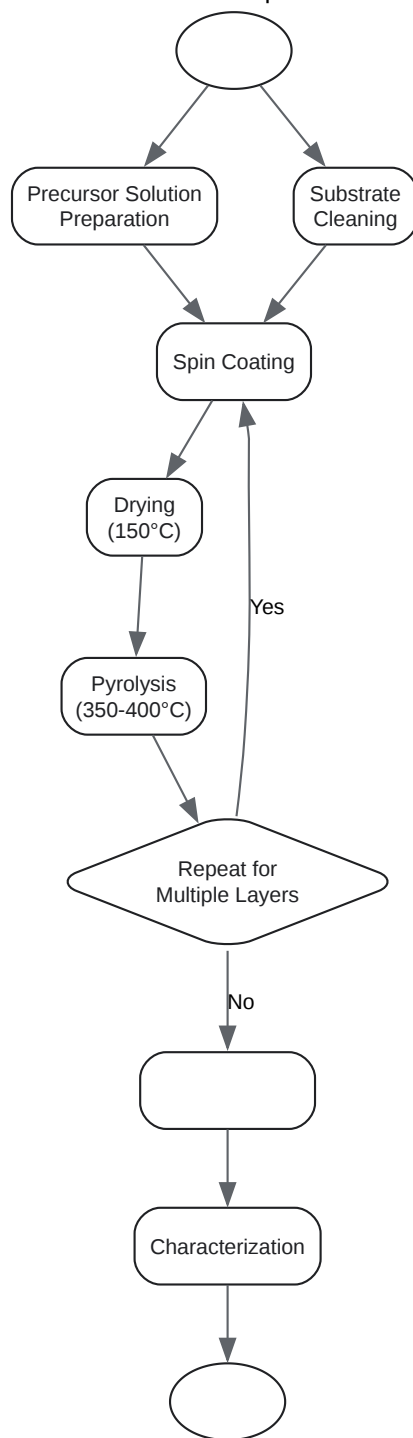 Precursor Solution
Preparation
Substrate
Cleaning
Spin Coating
Drying
(150°C)
Yes
Pyrolysis
(350-400°C)
Repeat for
Multiple Layers
No
Characterization